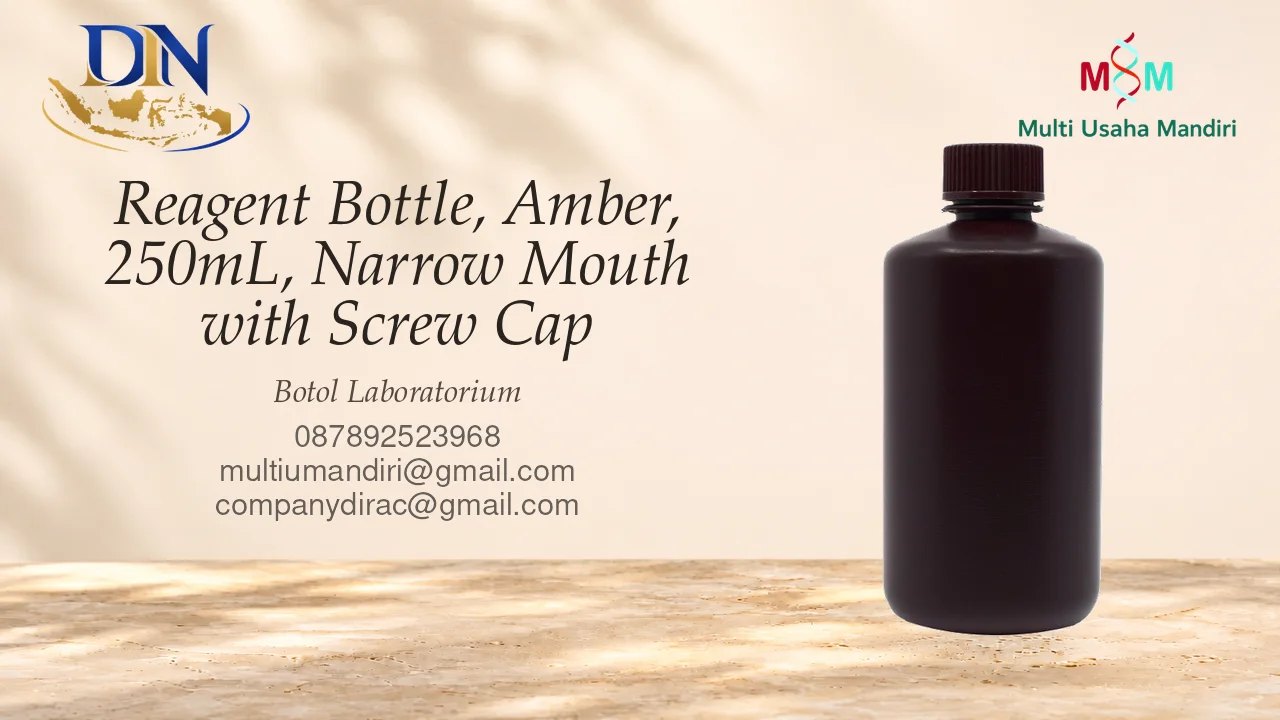 DIN
M M
Multi Usaha Mandiri
Reagent Bottle, Amber,
250mL, Narrow Mouth
with Screw Cap
Botol Laboratorium
087892523968
multiumandiri@gmail.com
companydirac@gmail.com